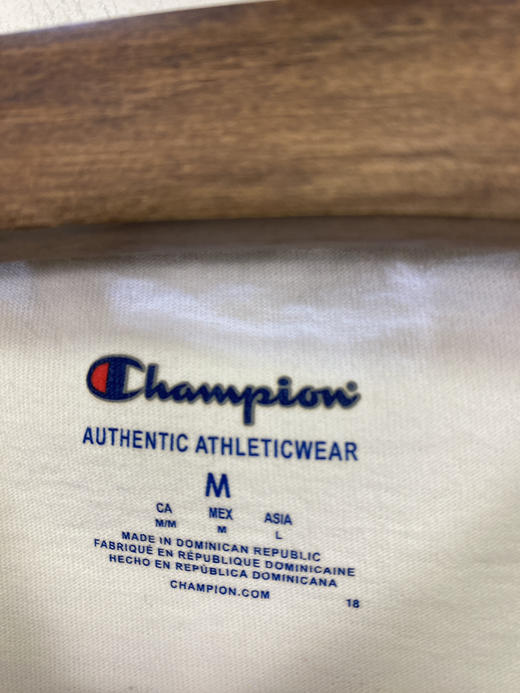 Champion
AUTHENTIC ATHLETICWEAR
M
CA MEX ASIA
M/M M L
MADE IN DOMINICAN REPUBLIC
FABRIQUÉ EN RÉPUBLIQUE DOMINICAINE
HECHO EN REPÚBLICA DOMINICANA
CHAMPION.COM 18